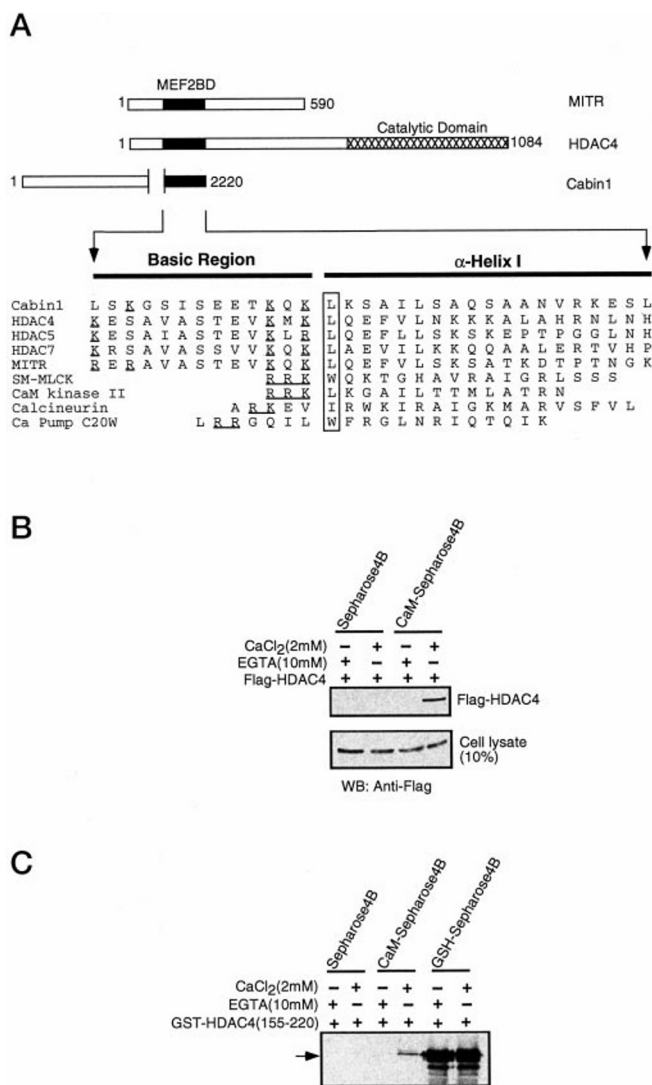 A
MEF2BD
1 590 MITR
Catalytic Domain
1 1084 HDAC4
1 2220 Cabin1
Basic Region α-Helix I
Cabin1 L S K G S I S E E T K Q K L K S A I L S A Q S A A N V R K E S L
HDAC4 K E S A V A S T E V K M K L Q E F V L N K K K A L A H R N L N H
HDAC5 K E S A I A S T E V K L R L Q E F L L S K S K E P T P G G L N H
HDAC7 K R S A V A S S V V K Q K L A E V I L K K Q Q A A L E R T V H P
MITR R E R A V A S T E V K Q K L Q E F V L S K S A T K D T P T N G K
SM-MLCK R R K W Q K T G H A V R A I G R L S S S
CaM kinase II R R K L K G A I L T T M L A T R N
Calcineurin A R K E V I R W K I R A I G K M A R V S F V L
Ca Pump C20W L R R G Q I L W F R G L N R I Q T Q I K
B
Sepharose4B CaM-Sepharose4B
CaCl2(2mM) − + − +
EGTA(10mM) + − + −
Flag-HDAC4 + + + +
Flag-HDAC4
Cell lysate
(10%)
WB: Anti-Flag
C
Sepharose4B CaM-Sepharose4B GSH-Sepharose4B
CaCl2(2mM) − + − + − +
EGTA(10mM) + − + − + −
GST-HDAC4(155-220) + + + + + +